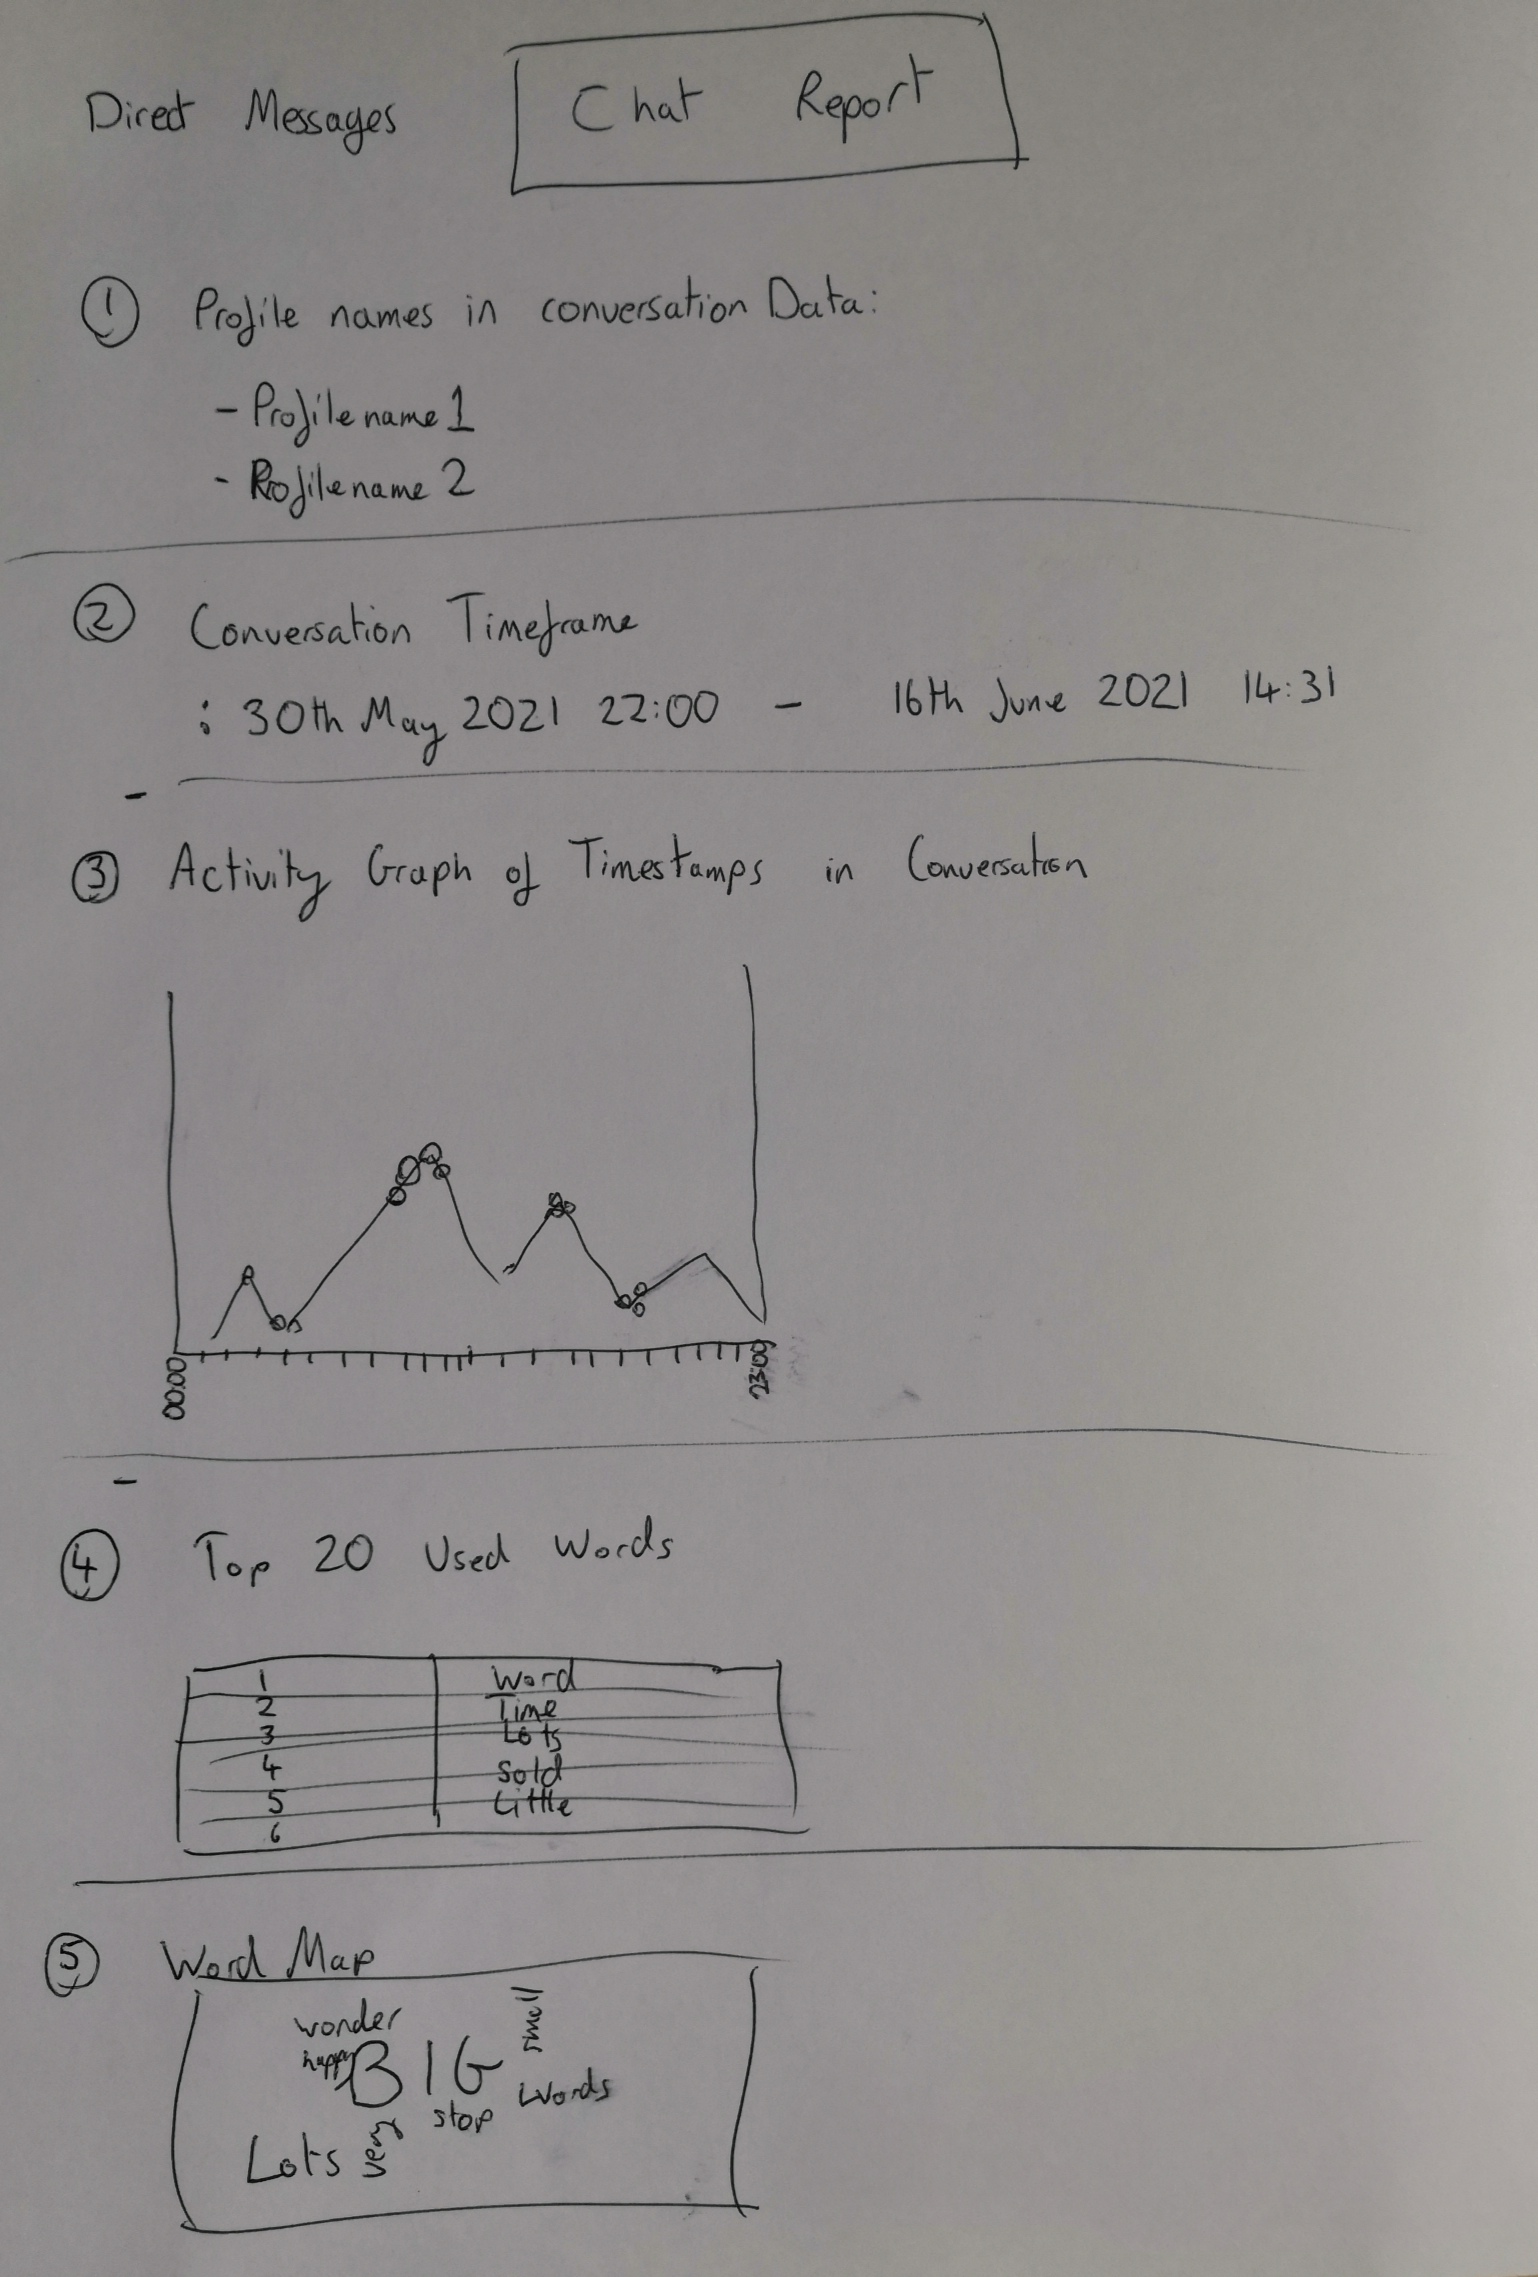 Direct Messages Chat Report
① Profile names in conversation Data:
- Profilename 1
- Profilename 2
② Conversation Timeframe
: 30th May 2021 22:00 - 16th June 2021 14:31
-
③ Activity Graph of Timestamps in Conversation
00:00 23:00
-
④ Top 20 Used Words
1 Word
2 Time
3 Lots
4 Sold
5 Little
6
⑤ Word Map
wonder small
happy BIG
stop words
Lots very